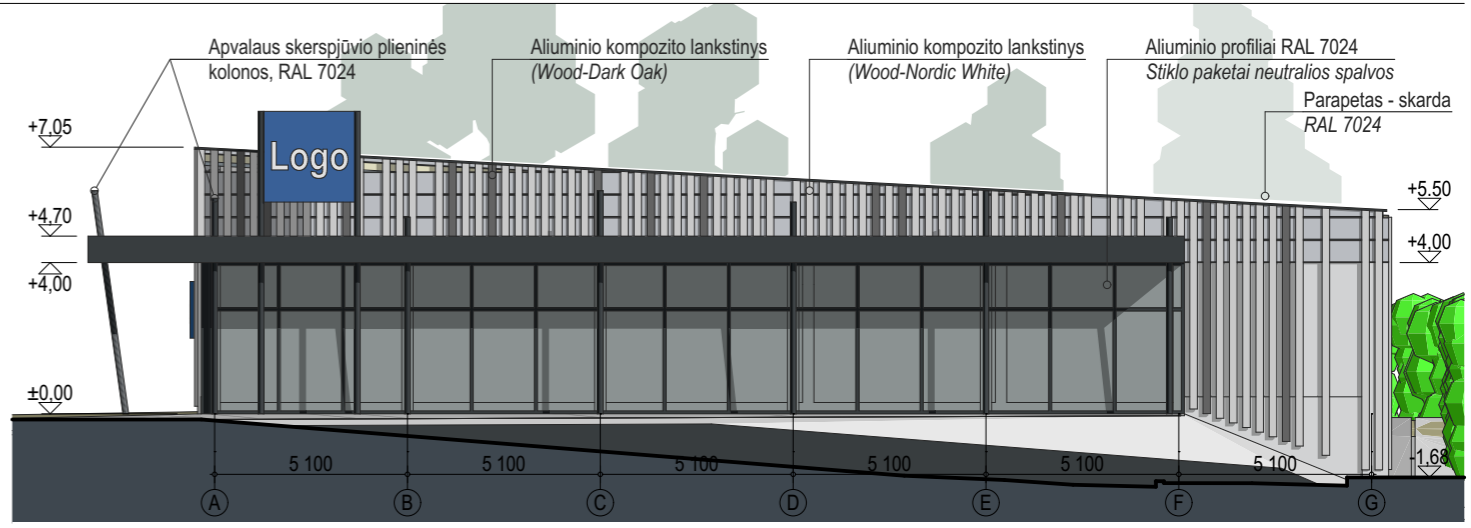 Apvalaus skerspjūvio plieninės
kolonos, RAL 7024
Aliuminio kompozito lankstinys
(Wood-Dark Oak)
Aliuminio kompozito lankstinys
(Wood-Nordic White)
Aliuminio profiliai RAL 7024
Stiklo paketai neutralios spalvos
Parapetas - skarda
RAL 7024
+7,05
Logo
+4,70
+4,00
±0,00
+5,50
+4,00
-1,68
5 100 5 100 5 100 5 100 5 100 5 100
A B C D E F G